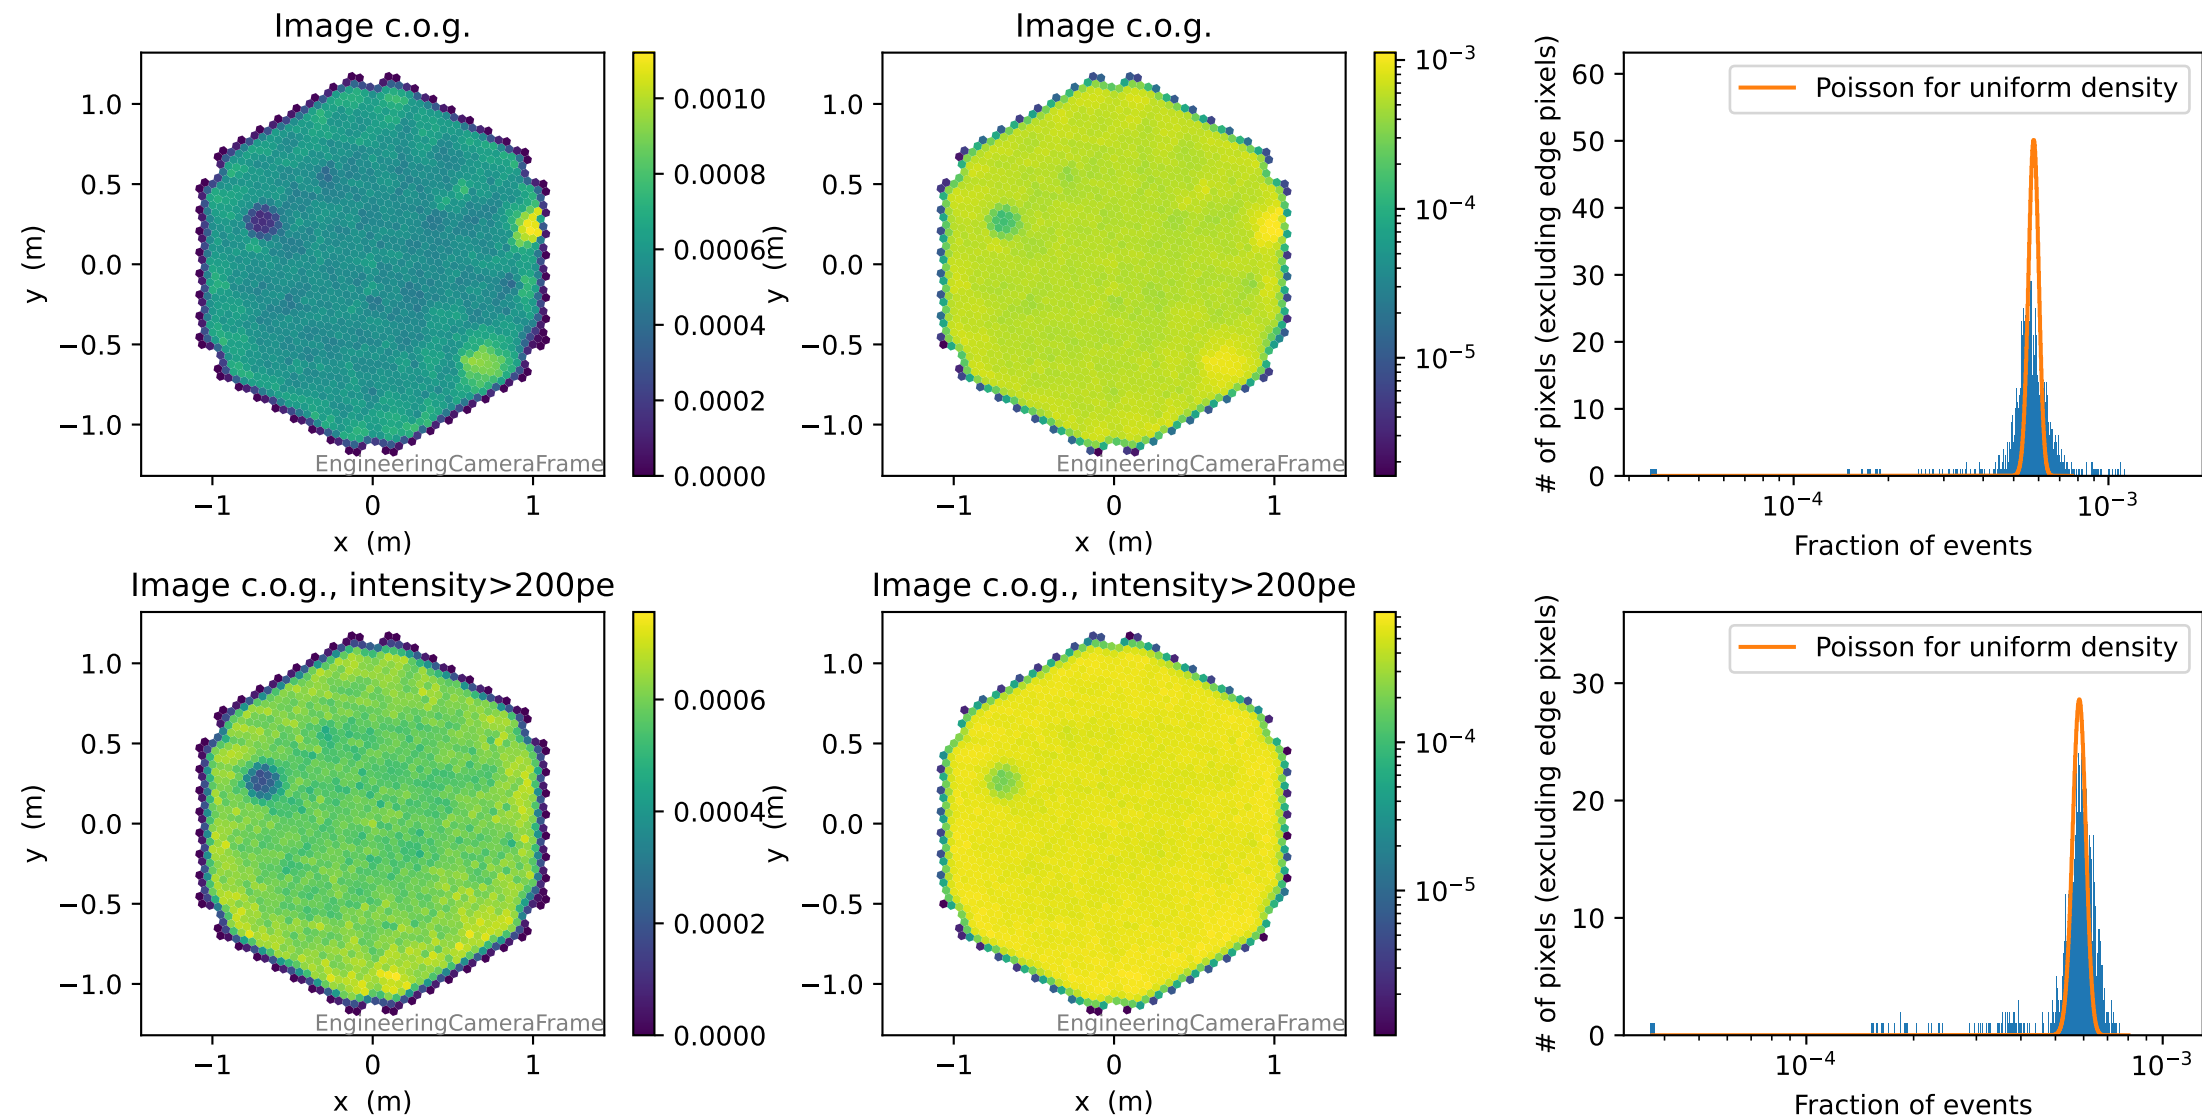 Image c.o.g.
1.0
0.5
0.0
−0.5
−1.0
y (m)
−1
0
1
x (m)
EngineeringCameraFrame
0.0010
0.0008
0.0006
0.0004
0.0002
0.0000
Image c.o.g.
1.0
0.5
0.0
−0.5
−1.0
y (m)
−1
0
1
x (m)
EngineeringCameraFrame
10⁻³
10⁻⁴
10⁻⁵
60
50
40
30
20
10
0
# of pixels (excluding edge pixels)
Poisson for uniform density
10⁻⁴
10⁻³
Fraction of events
Image c.o.g., intensity>200pe
1.0
0.5
0.0
−0.5
−1.0
y (m)
−1
0
1
x (m)
EngineeringCameraFrame
0.0006
0.0004
0.0002
0.0000
Image c.o.g., intensity>200pe
1.0
0.5
0.0
−0.5
−1.0
y (m)
−1
0
1
x (m)
EngineeringCameraFrame
10⁻⁴
10⁻⁵
30
20
10
0
# of pixels (excluding edge pixels)
Poisson for uniform density
10⁻⁴
10⁻³
Fraction of events